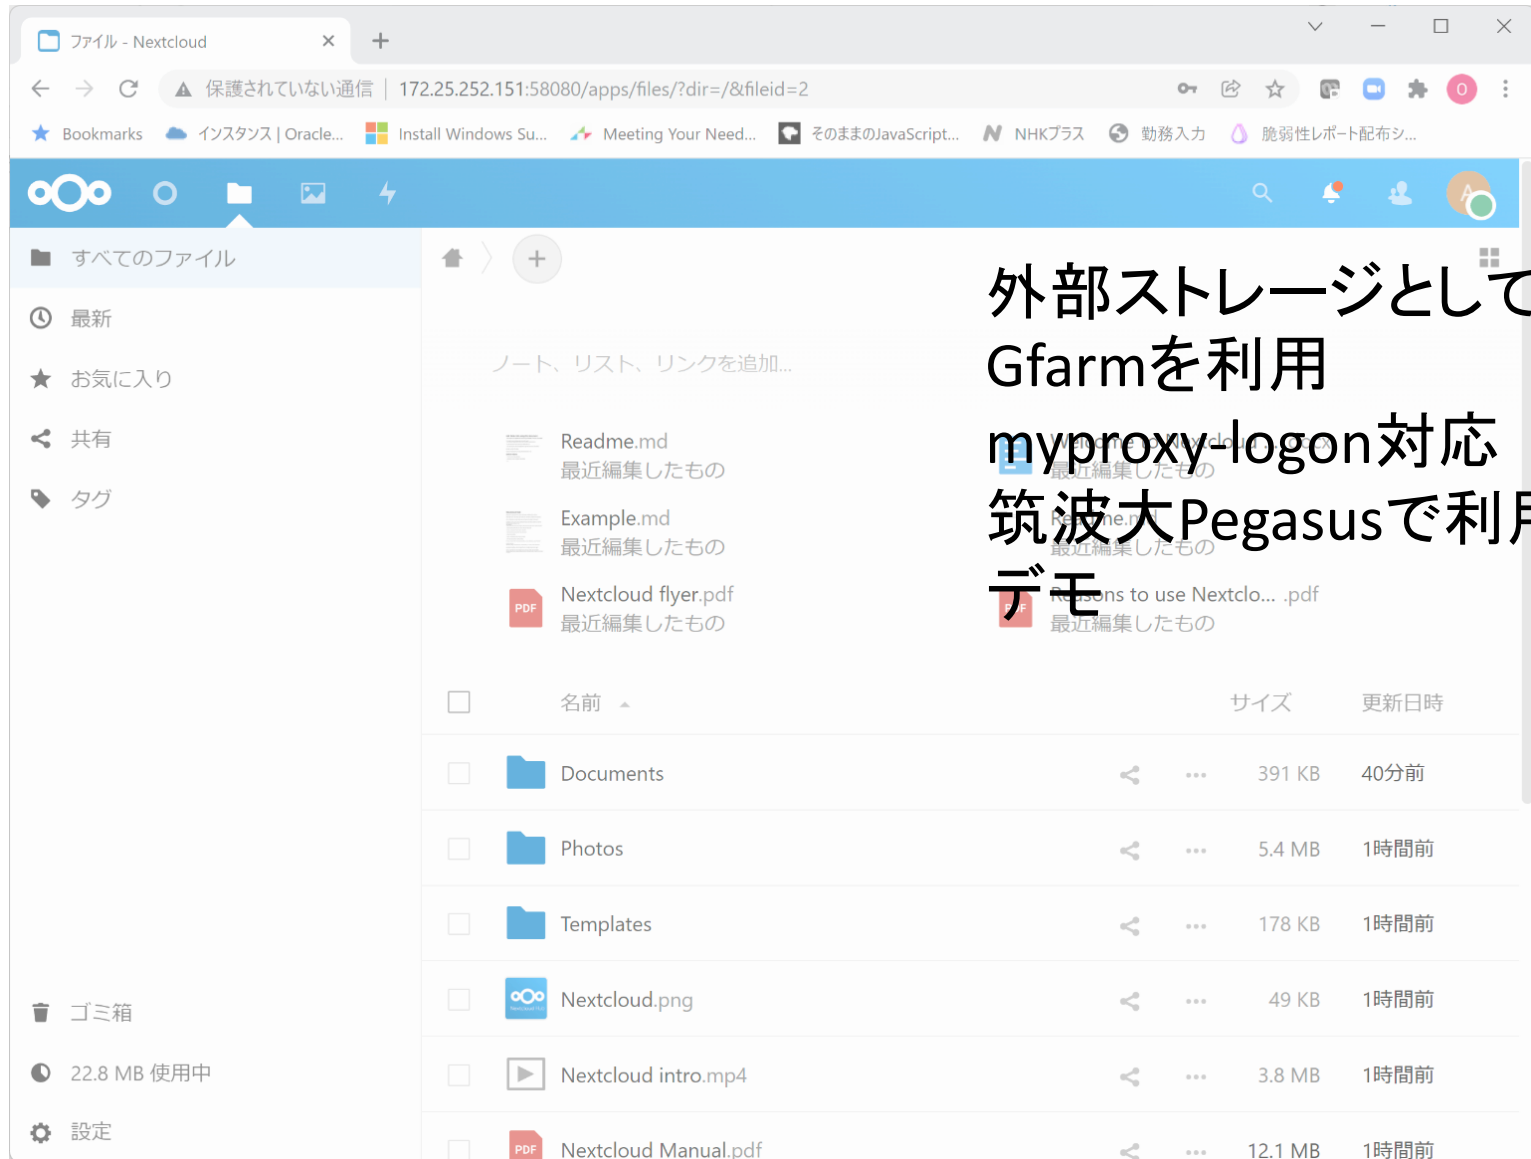 ファイル - Nextcloud
保護されていない通信 | 172.25.252.151:58080/apps/files/?dir=/&fileid=2
Bookmarks インスタンス | Oracle... Install Windows Su... Meeting Your Need... そのままのJavaScript... NHKプラス 勤務入力 脆弱性レポート配布シ...
A
すべてのファイル
最新
お気に入り
共有
タグ
ゴミ箱
22.8 MB 使用中
設定
ノート、リスト、リンクを追加...
外部ストレージとして
Gfarmを利用
myproxy-logon対応
筑波大Pegasusで利用
デモ
Readme.md
最近編集したもの
Welcome to Nextcloud ... .docx
最近編集したもの
Example.md
最近編集したもの
Readme.md
最近編集したもの
PDF Nextcloud flyer.pdf
最近編集したもの
PDF Reasons to use Nextclo... .pdf
最近編集したもの
名前 サイズ 更新日時
Documents 391 KB 40分前
Photos 5.4 MB 1時間前
Templates 178 KB 1時間前
Nextcloud.png 49 KB 1時間前
Nextcloud intro.mp4 3.8 MB 1時間前
PDF Nextcloud Manual.pdf 12.1 MB 1時間前